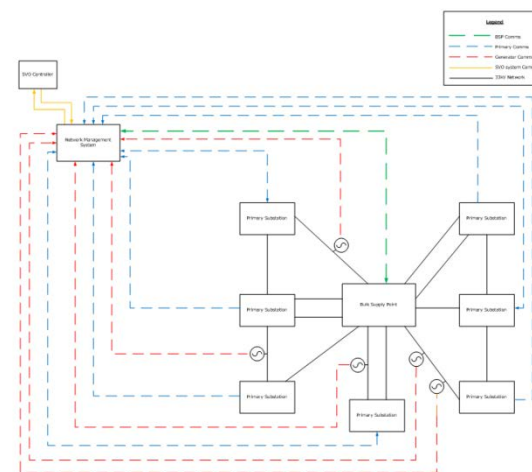 Legend
BSP Comms
Primary Comms
Generator Comms
SVO system Comms
33kV Network
SVO Controller
Network Management
System
Primary Substation
Primary Substation
Bulk Supply Point
Primary Substation
Primary Substation
Primary Substation
Primary Substation
Primary Substation